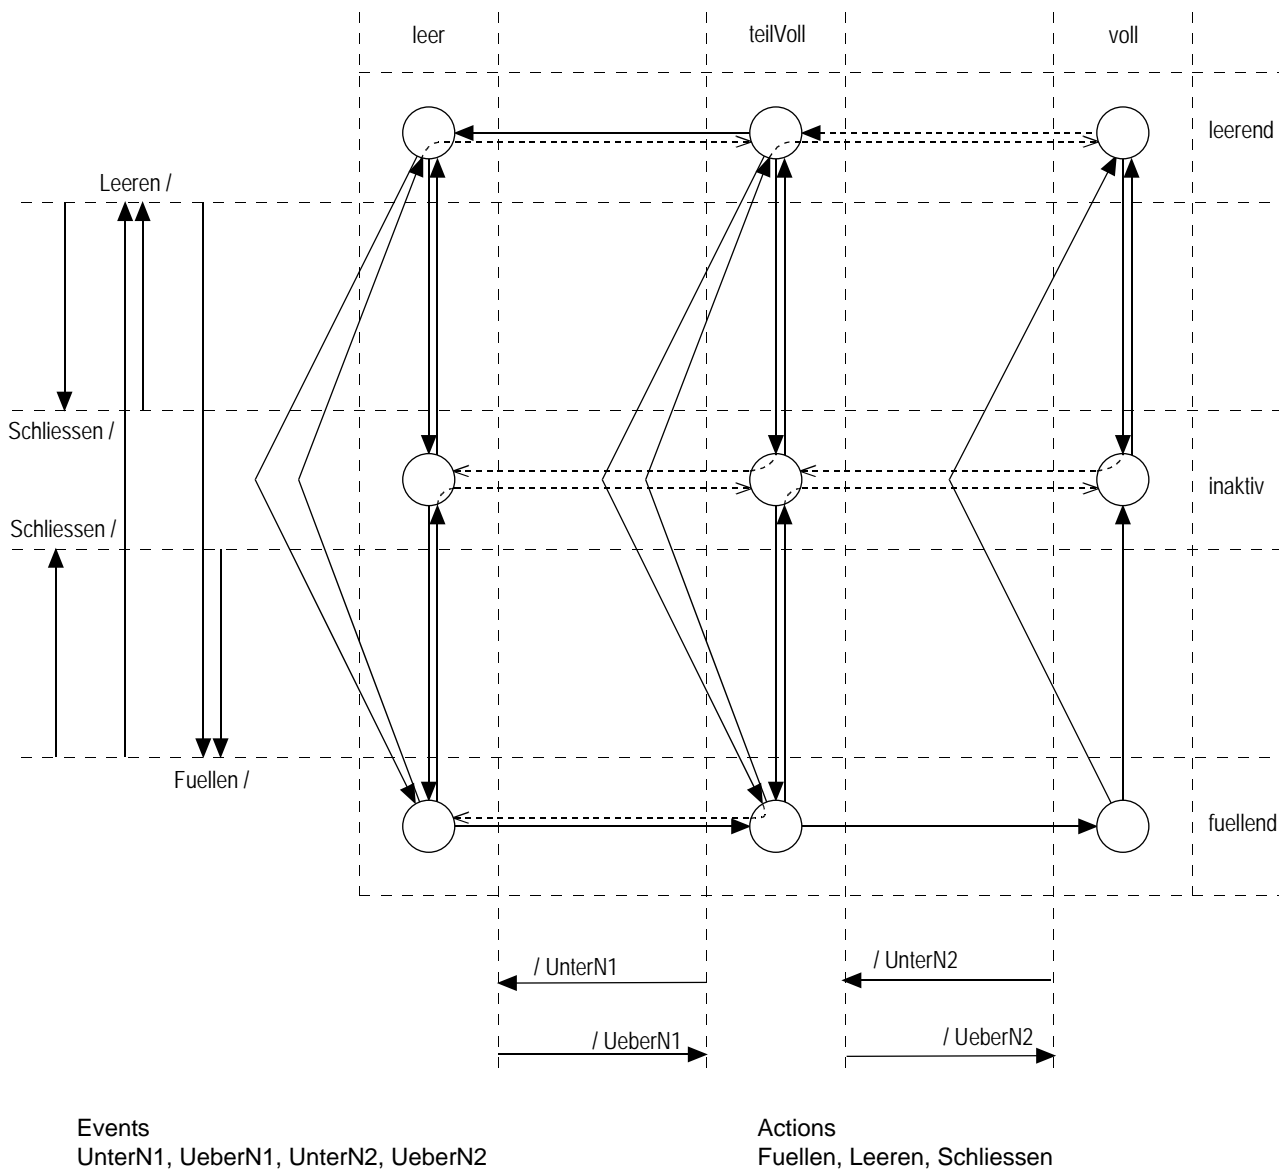 leer
teilVoll
voll
leerend
Leeren /
Schliessen /
inaktiv
Schliessen /
Fuellen /
fuellend
/ UnterN1
/ UnterN2
/ UeberN1
/ UeberN2
Events
UnterN1, UeberN1, UnterN2, UeberN2
Actions
Fuellen, Leeren, Schliessen